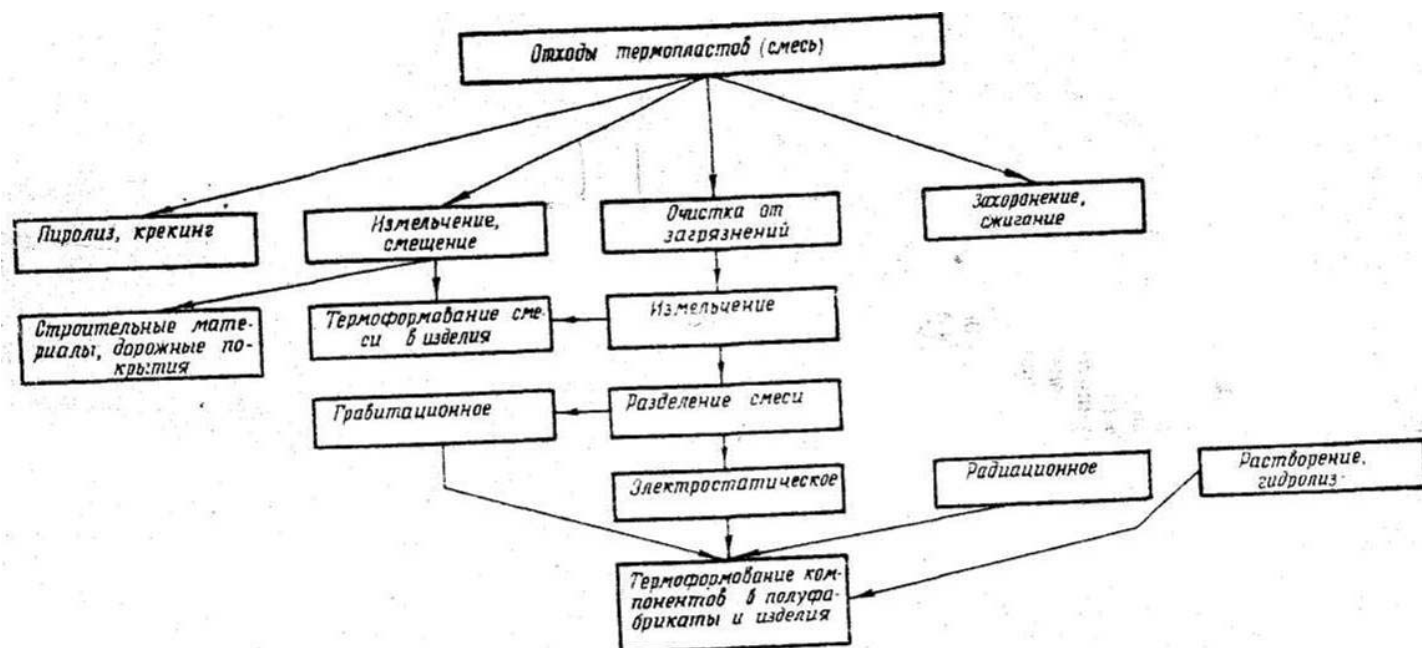 Отходы термопластов (смесь)
Пиролиз, крекинг
Измельчение,
смещение
Очистка от
загрязнений
Захоронение,
сжигание
Строительные мате-
риалы, дорожные по-
крытия
Термоформование сме-
си в изделия
Измельчение
Гравитационное
Разделение смеси
Электростатическое
Радиационное
Растворение,
гидролиз
Термоформование ком-
понентов в полуфа-
брикаты и изделия